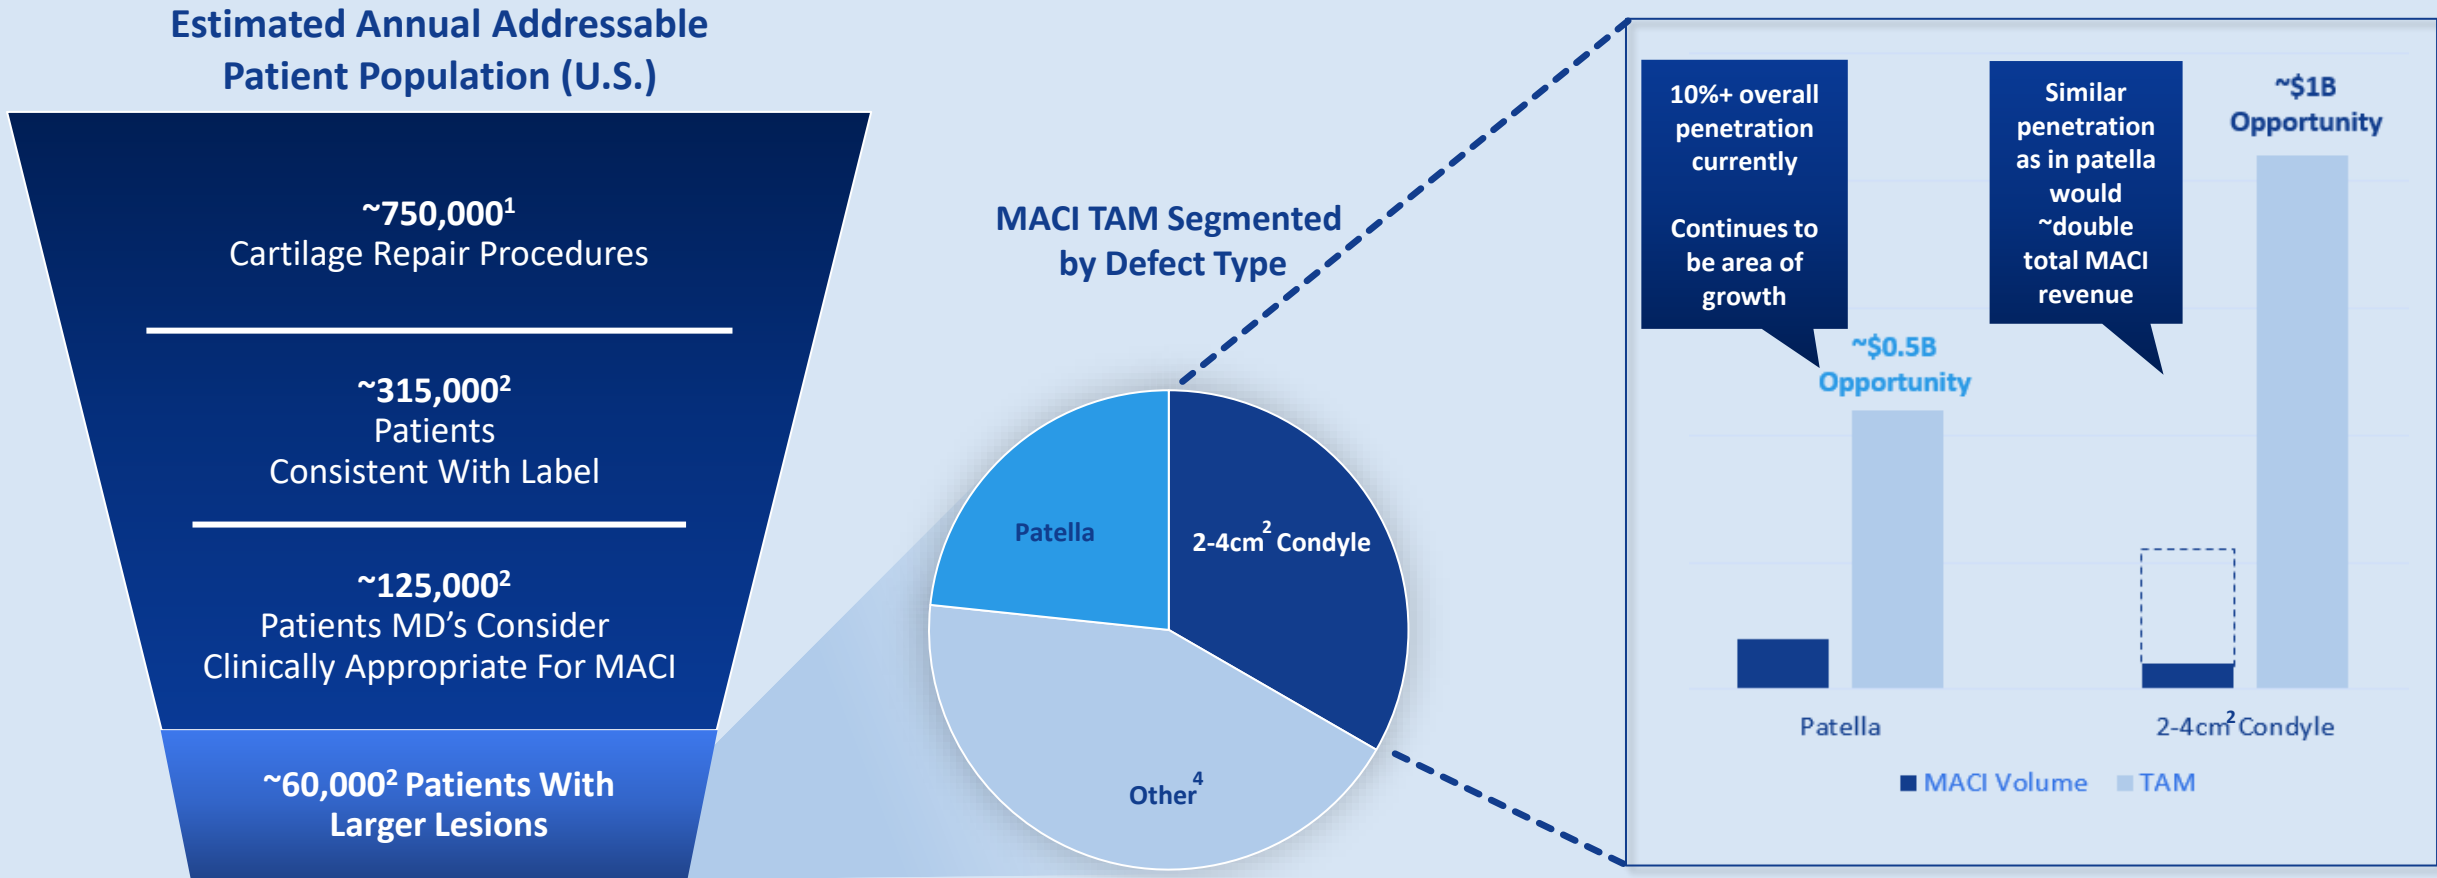 Estimated Annual Addressable
Patient Population (U.S.)
~750,000¹
Cartilage Repair Procedures
~315,000²
Patients
Consistent With Label
~125,000²
Patients MD’s Consider
Clinically Appropriate For MACI
~60,000² Patients With
Larger Lesions
MACI TAM Segmented
by Defect Type
Patella
2-4cm² Condyle
Other⁴
10%+ overall
penetration
currently
Continues to
be area of
growth
~$0.5B
Opportunity
Similar
penetration
as in patella
would
~double
total MACI
revenue
~$1B
Opportunity
Patella
2-4cm² Condyle
MACI Volume
TAM